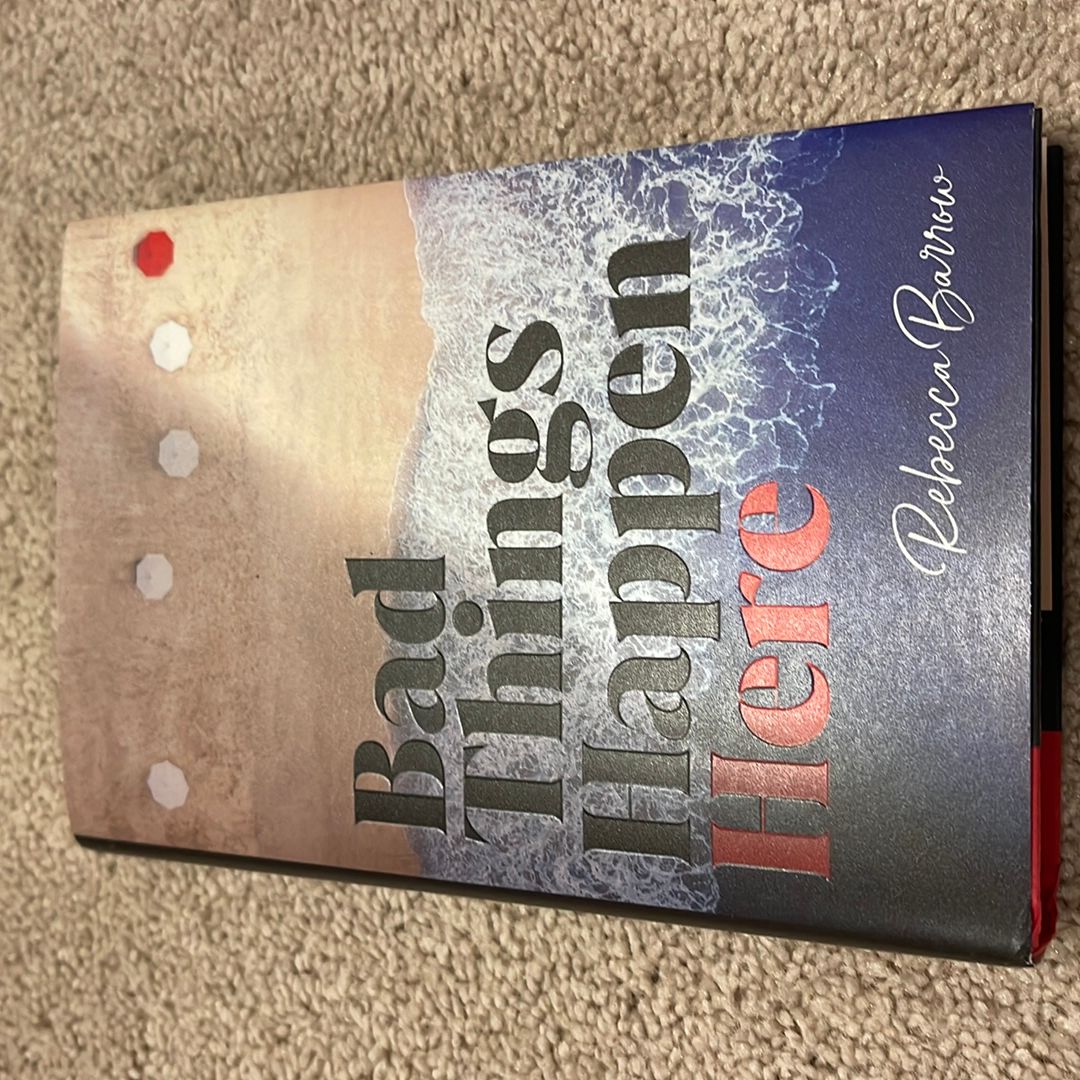 Bad
Things
Happen
Here
Rebecca Barrow